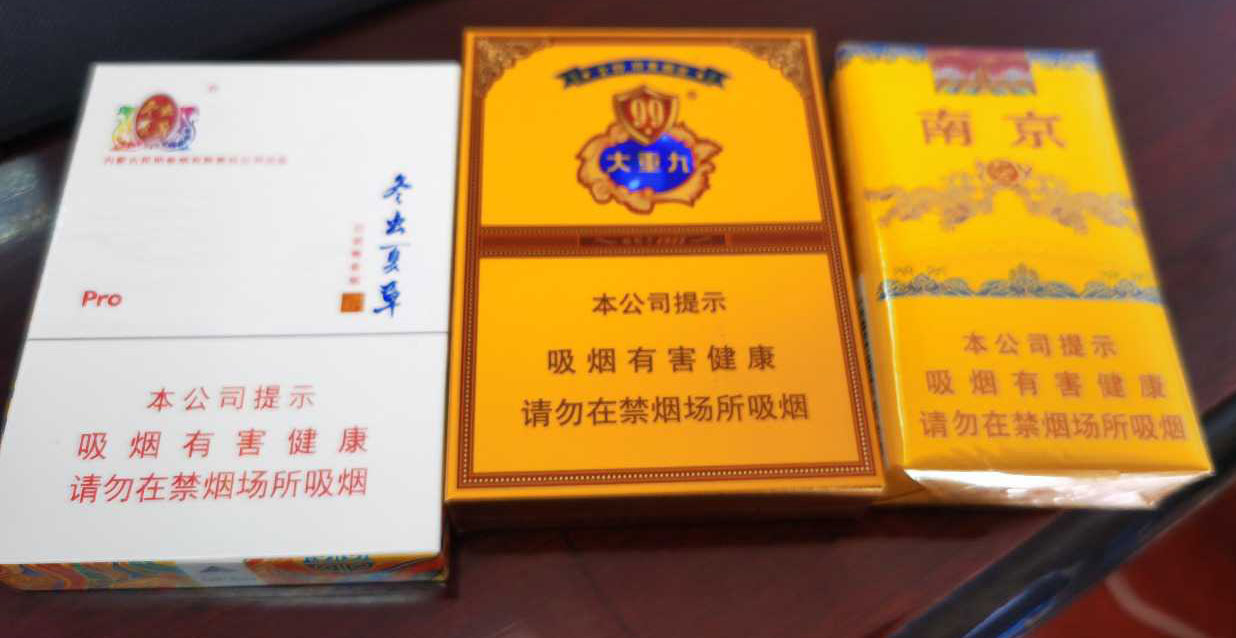 冬虫夏草
Pro
本公司提示
吸烟有害健康
请勿在禁烟场所吸烟
99
大重九
本公司提示
吸烟有害健康
请勿在禁烟场所吸烟
南京
本公司提示
吸烟有害健康
请勿在禁烟场所吸烟